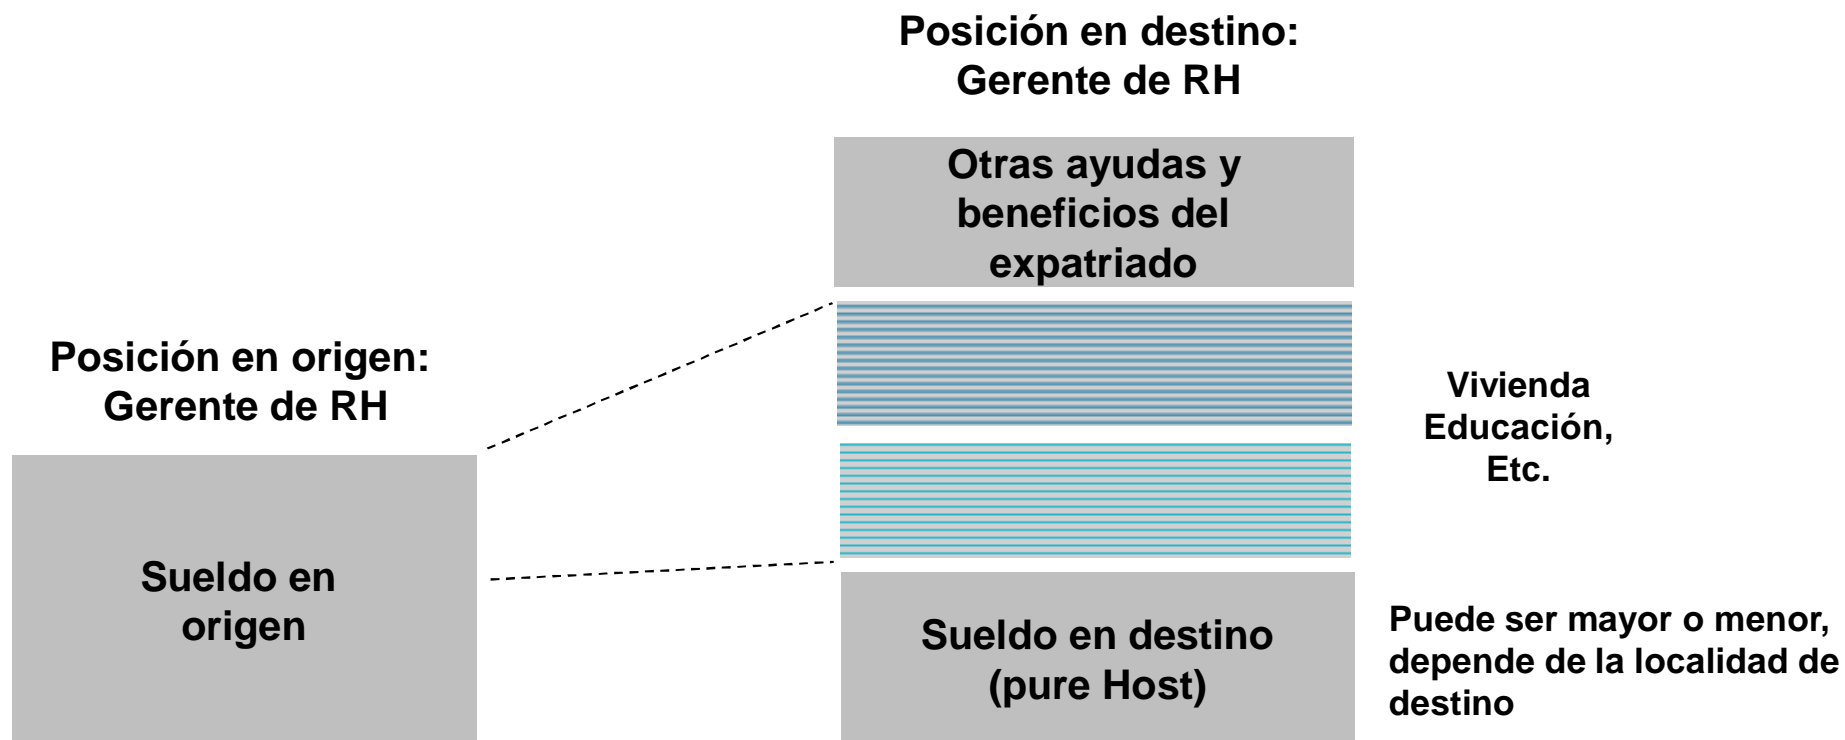 Posición en destino:
Gerente de RH
Otras ayudas y
beneficios del
expatriado
Posición en origen:
Gerente de RH
Vivienda
Educación,
Etc.
Sueldo en
origen
Sueldo en destino
(pure Host)
Puede ser mayor o menor,
depende de la localidad de
destino